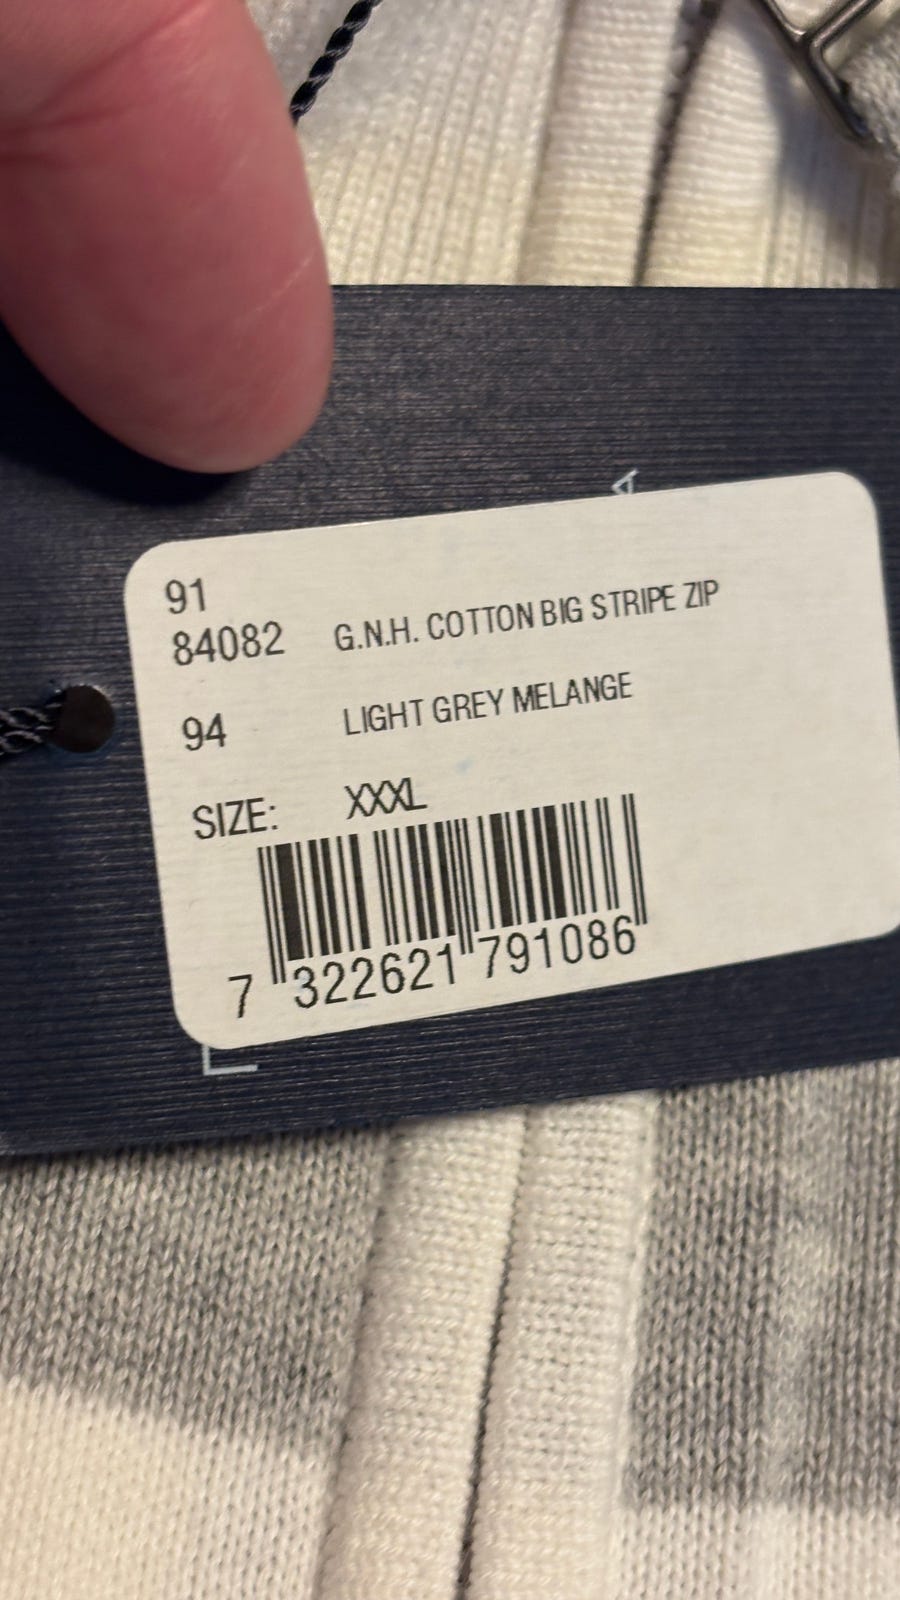 A
91
84082 G.N.H. COTTON BIG STRIPE ZIP
94 LIGHT GREY MELANGE
SIZE: XXXL
7 322621 791086
L